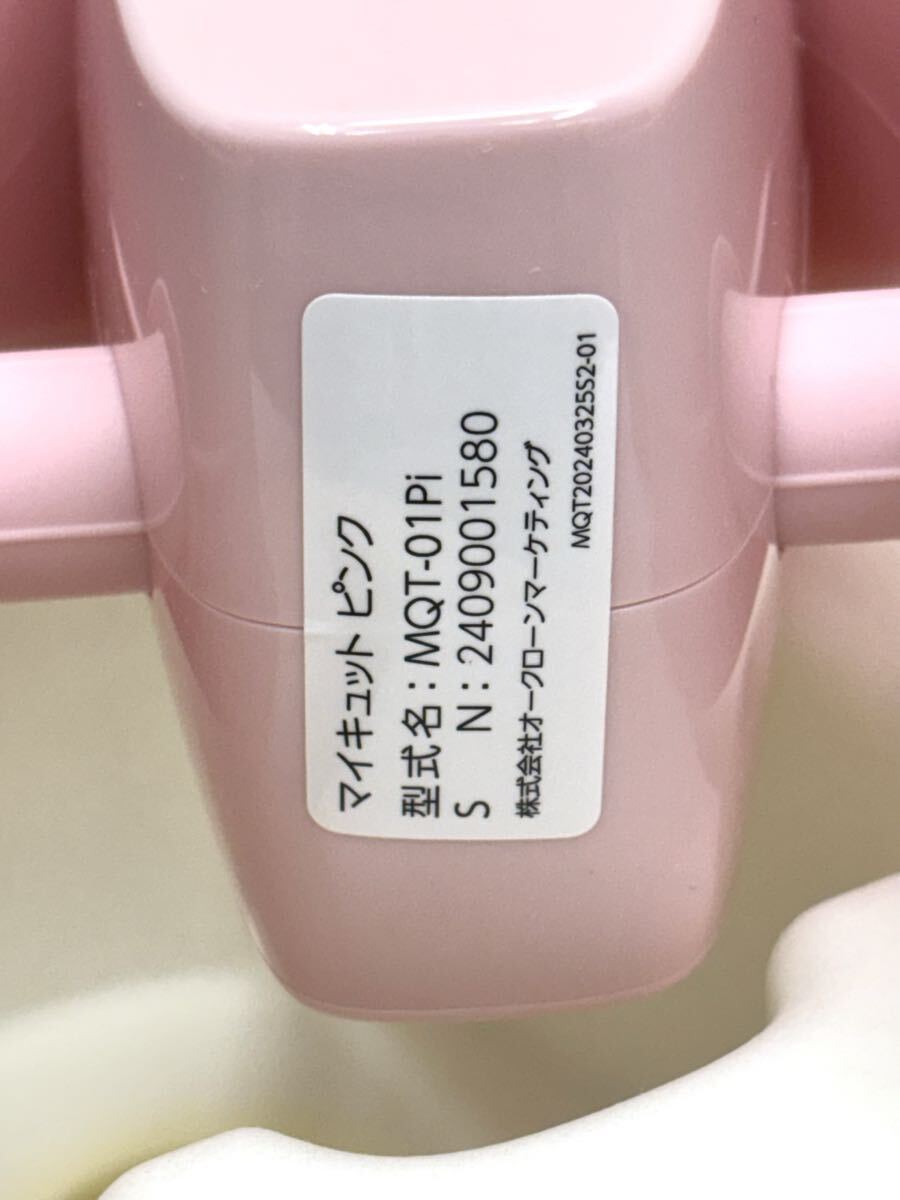 マイキュット ピンク
型式名：MQT-01Pi
S　N：2409001580
株式会社オークローンマーケティング
MQT20240325S2-01